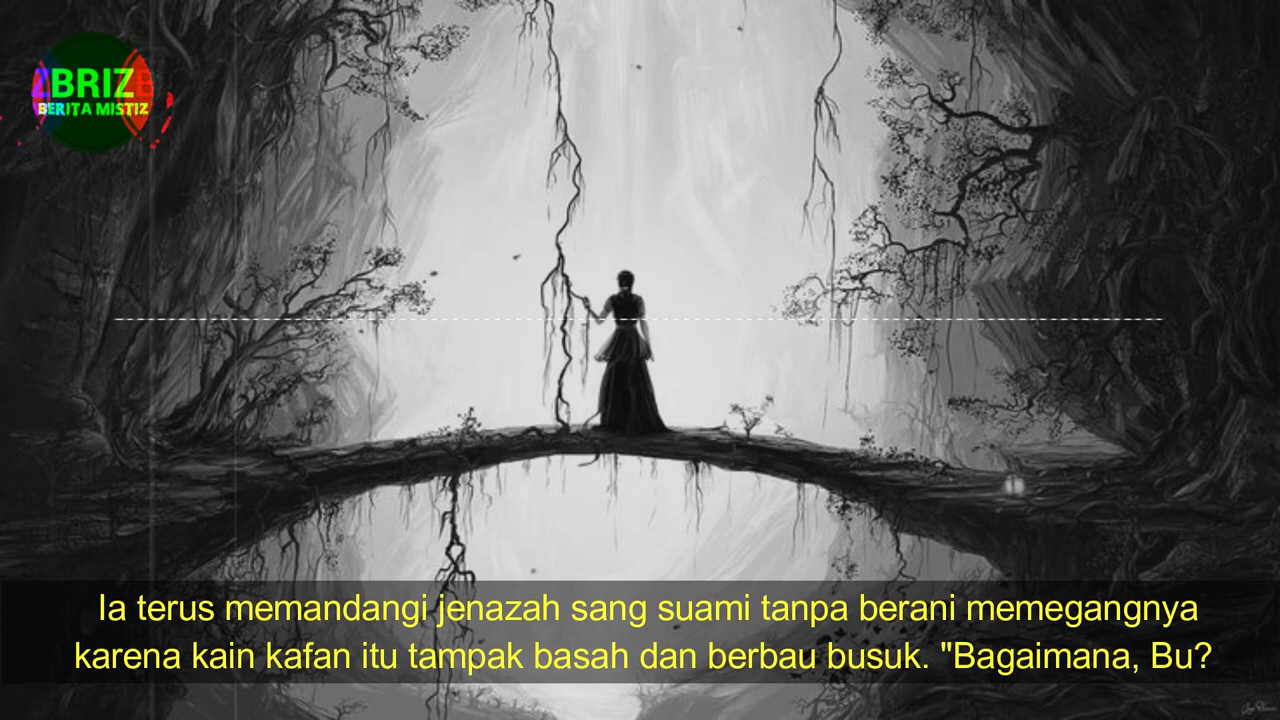 BRIZ
BERITA MISTIZ
Ia terus memandangi jenazah sang suami tanpa berani memegangnya
karena kain kafan itu tampak basah dan berbau busuk. "Bagaimana, Bu?